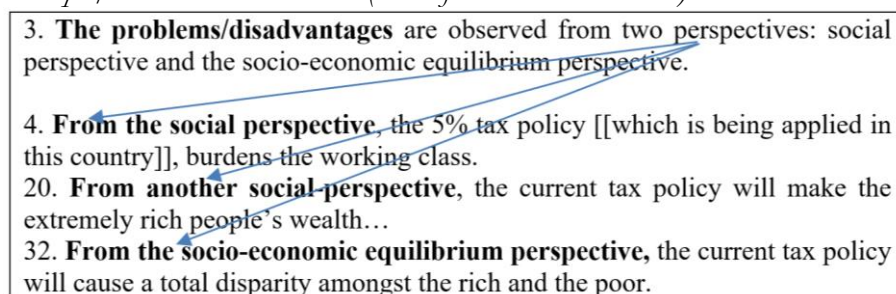 3. The problems/disadvantages are observed from two perspectives: social
perspective and the socio-economic equilibrium perspective.
4. From the social perspective, the 5% tax policy [[which is being applied in
this country]], burdens the working class.
20. From another social-perspective, the current tax policy will make the
extremely rich people's wealth…
32. From the socio-economic equilibrium perspective, the current tax policy
will cause a total disparity amongst the rich and the poor.